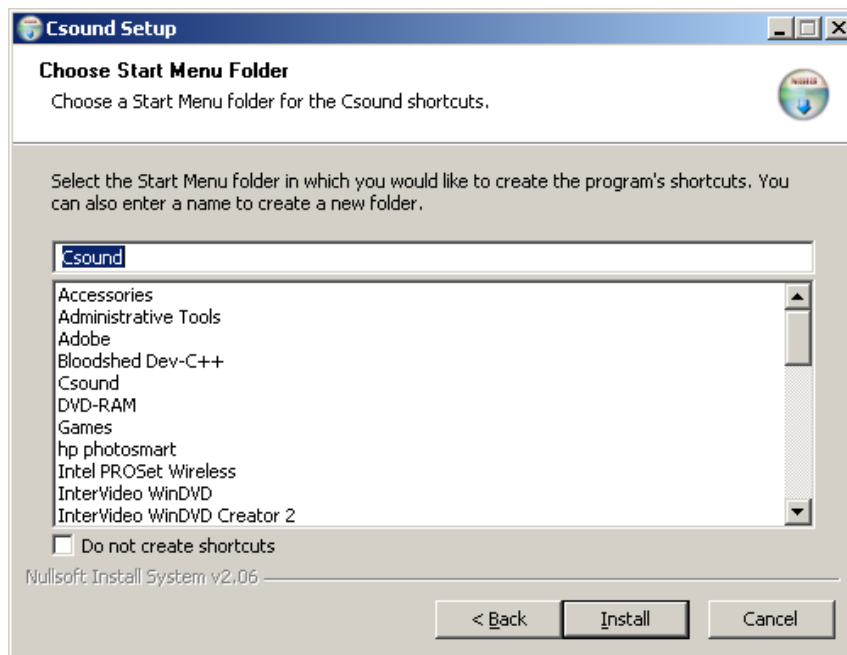 Csound Setup
Choose Start Menu Folder
Choose a Start Menu folder for the Csound shortcuts.
Select the Start Menu folder in which you would like to create the program's shortcuts. You
can also enter a name to create a new folder.
Csound
Accessories
Administrative Tools
Adobe
Bloodshed Dev-C++
Csound
DVD-RAM
Games
hp photosmart
Intel PROSet Wireless
InterVideo WinDVD
InterVideo WinDVD Creator 2
Do not create shortcuts
Nullsoft Install System v2.06
< Back
Install
Cancel